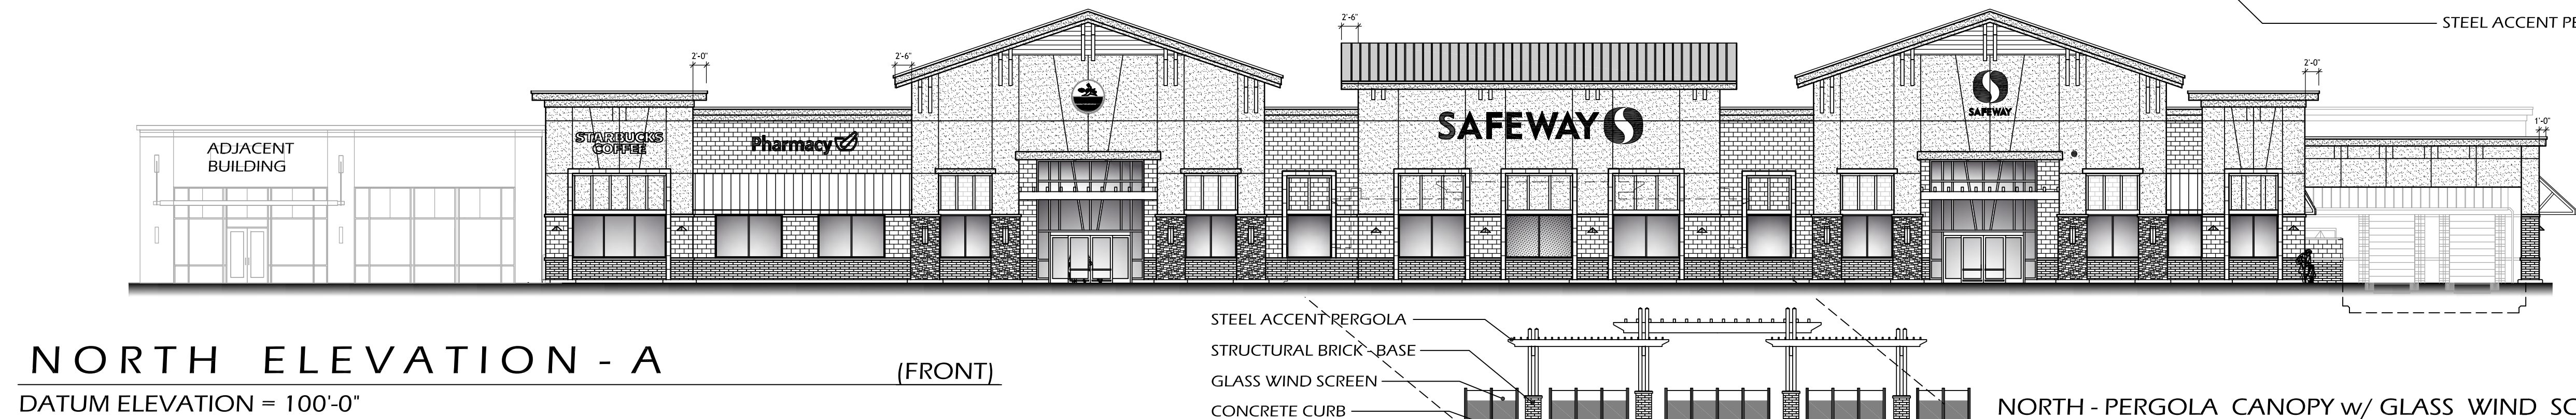 STEEL ACCENT PE
2'-6"
2'-0"
2'-6"
2'-0"
1'-0"
ADJACENT
BUILDING
STARBUCKS
COFFEE
Pharmacy
SAFEWAY
SAFEWAY
STEEL ACCENT PERGOLA
STRUCTURAL BRICK - BASE
GLASS WIND SCREEN
CONCRETE CURB
NORTH ELEVATION - A
(FRONT)
DATUM ELEVATION = 100'-0"
NORTH - PERGOLA CANOPY w/ GLASS WIND SC